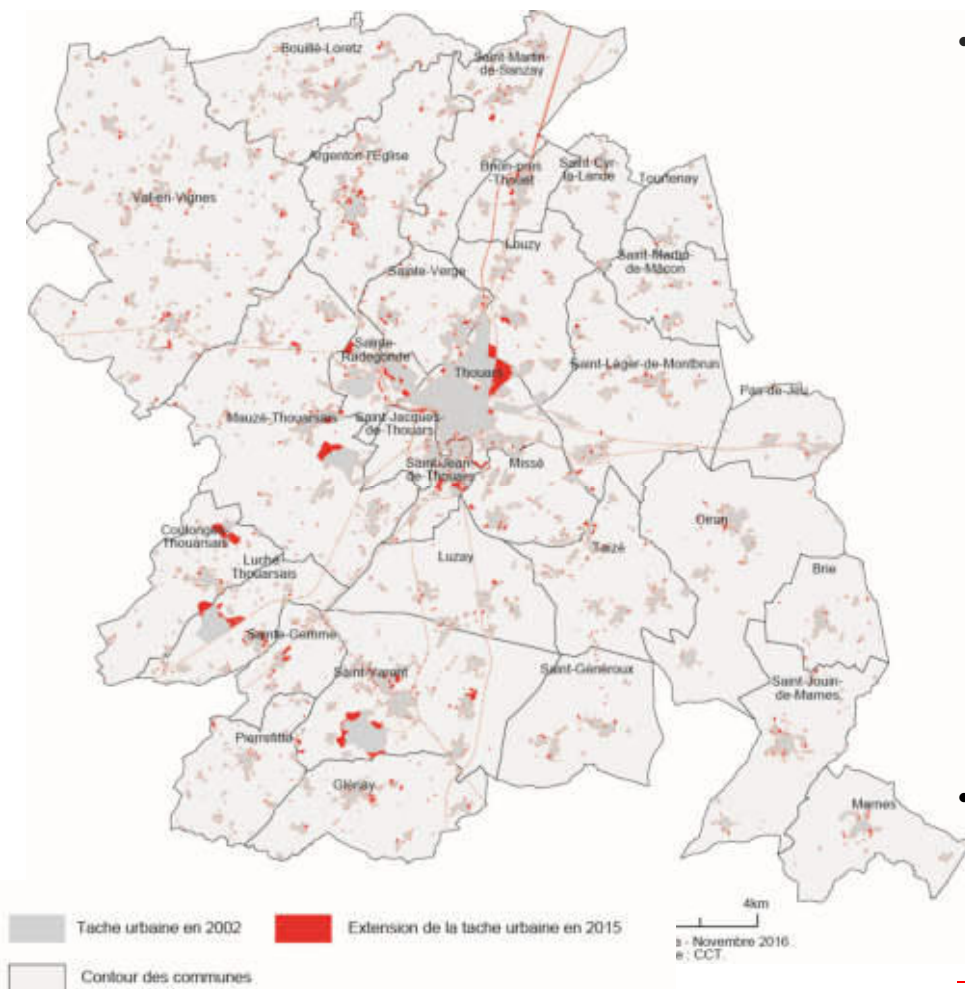 Bouillé-Loretz
Saint-Martin-
de-Sanzay
Argenton-l'Eglise
Brion-près-
Thouet
Saint-Cyr-
la-Lande
Tourtenay
Val-en-Vignes
Louzy
Saint-Martin-
de-Mâcon
Sainte-Verge
Sainte-
Radegonde
Thouars
Saint-Léger-de-Montbrun
Pas-de-Jeu
Mauzé-Thouarsais
Saint-Jacques-
de-Thouars
Saint-Jean-
de-Thouars
Missé
Oiron
Coulonges-
Thouarsais
Luché-
Thouarsais
Luzay
Taizé
Brie
Sainte-Gemme
Saint-Varent
Saint-Généroux
Saint-Jouin-
de-Marnes
Pierrefitte
Glénay
Marnes
4km
Tache urbaine en 2002
Extension de la tache urbaine en 2015
- Novembre 2016
: CCT.
Contour des communes